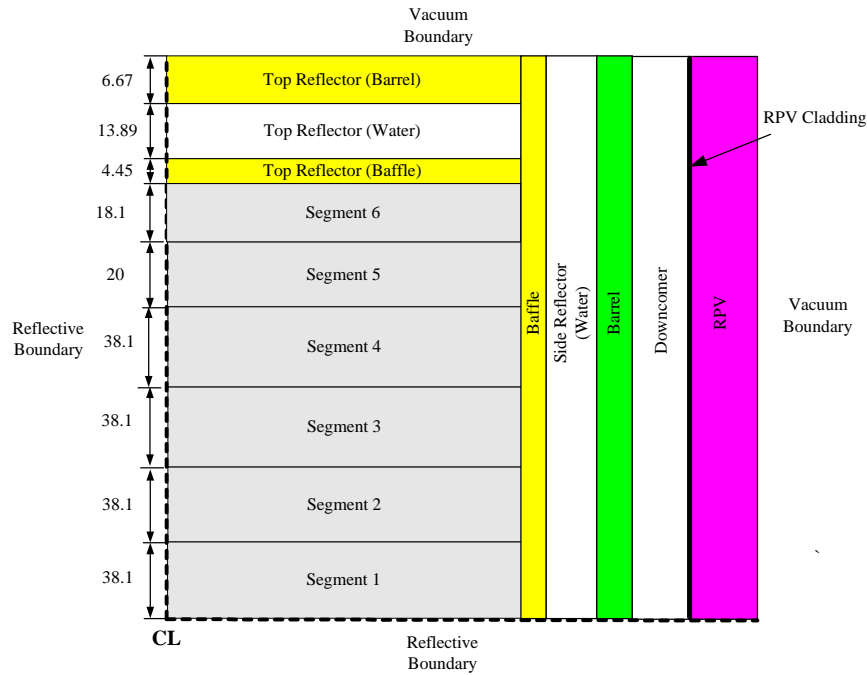 Vacuum
Boundary
6.67
Top Reflector (Barrel)
RPV Cladding
13.89
Top Reflector (Water)
4.45
Top Reflector (Baffle)
18.1
Segment 6
20
Segment 5
Baffle
Side Reflector
(Water)
Barrel
Downcomer
RPV
Vacuum
Boundary
Reflective
Boundary
38.1
Segment 4
38.1
Segment 3
38.1
Segment 2
`
38.1
Segment 1
CL
Reflective
Boundary